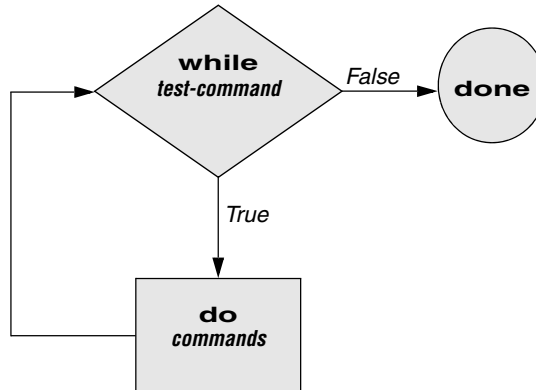 while
test-command
False
done
True
do
commands